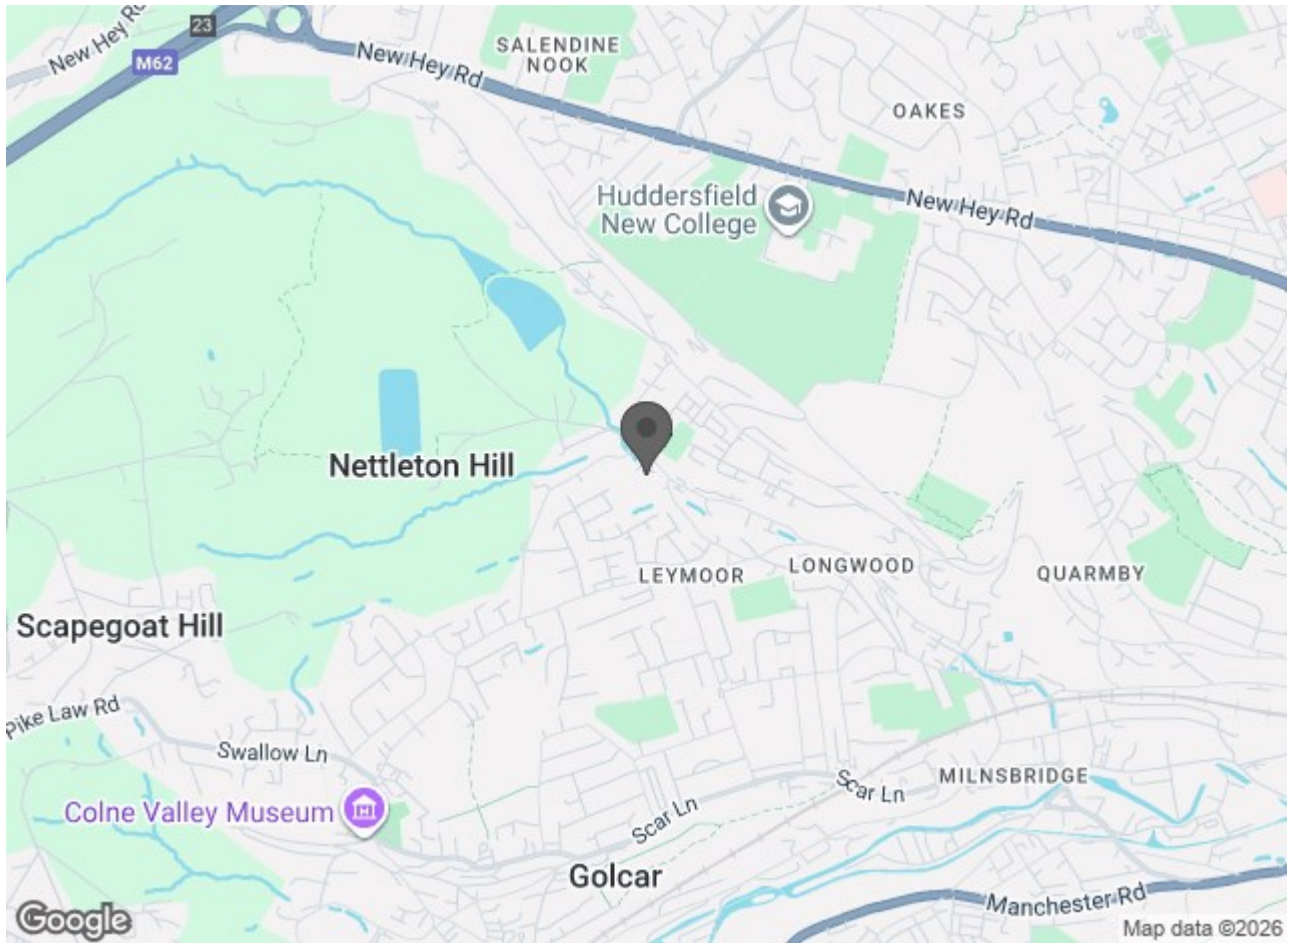 New Hey Rd
23
M62
New Hey Rd
SALENDINE
NOOK
OAKES
Huddersfield
New College
New Hey Rd
Nettleton Hill
LEYMOOR
LONGWOOD
QUARMBY
Scapegoat Hill
Pike Law Rd
Swallow Ln
Scar Ln
MILNSBRIDGE
Colne Valley Museum
Scar Ln
Golcar
Manchester Rd
Google
Map data ©2026